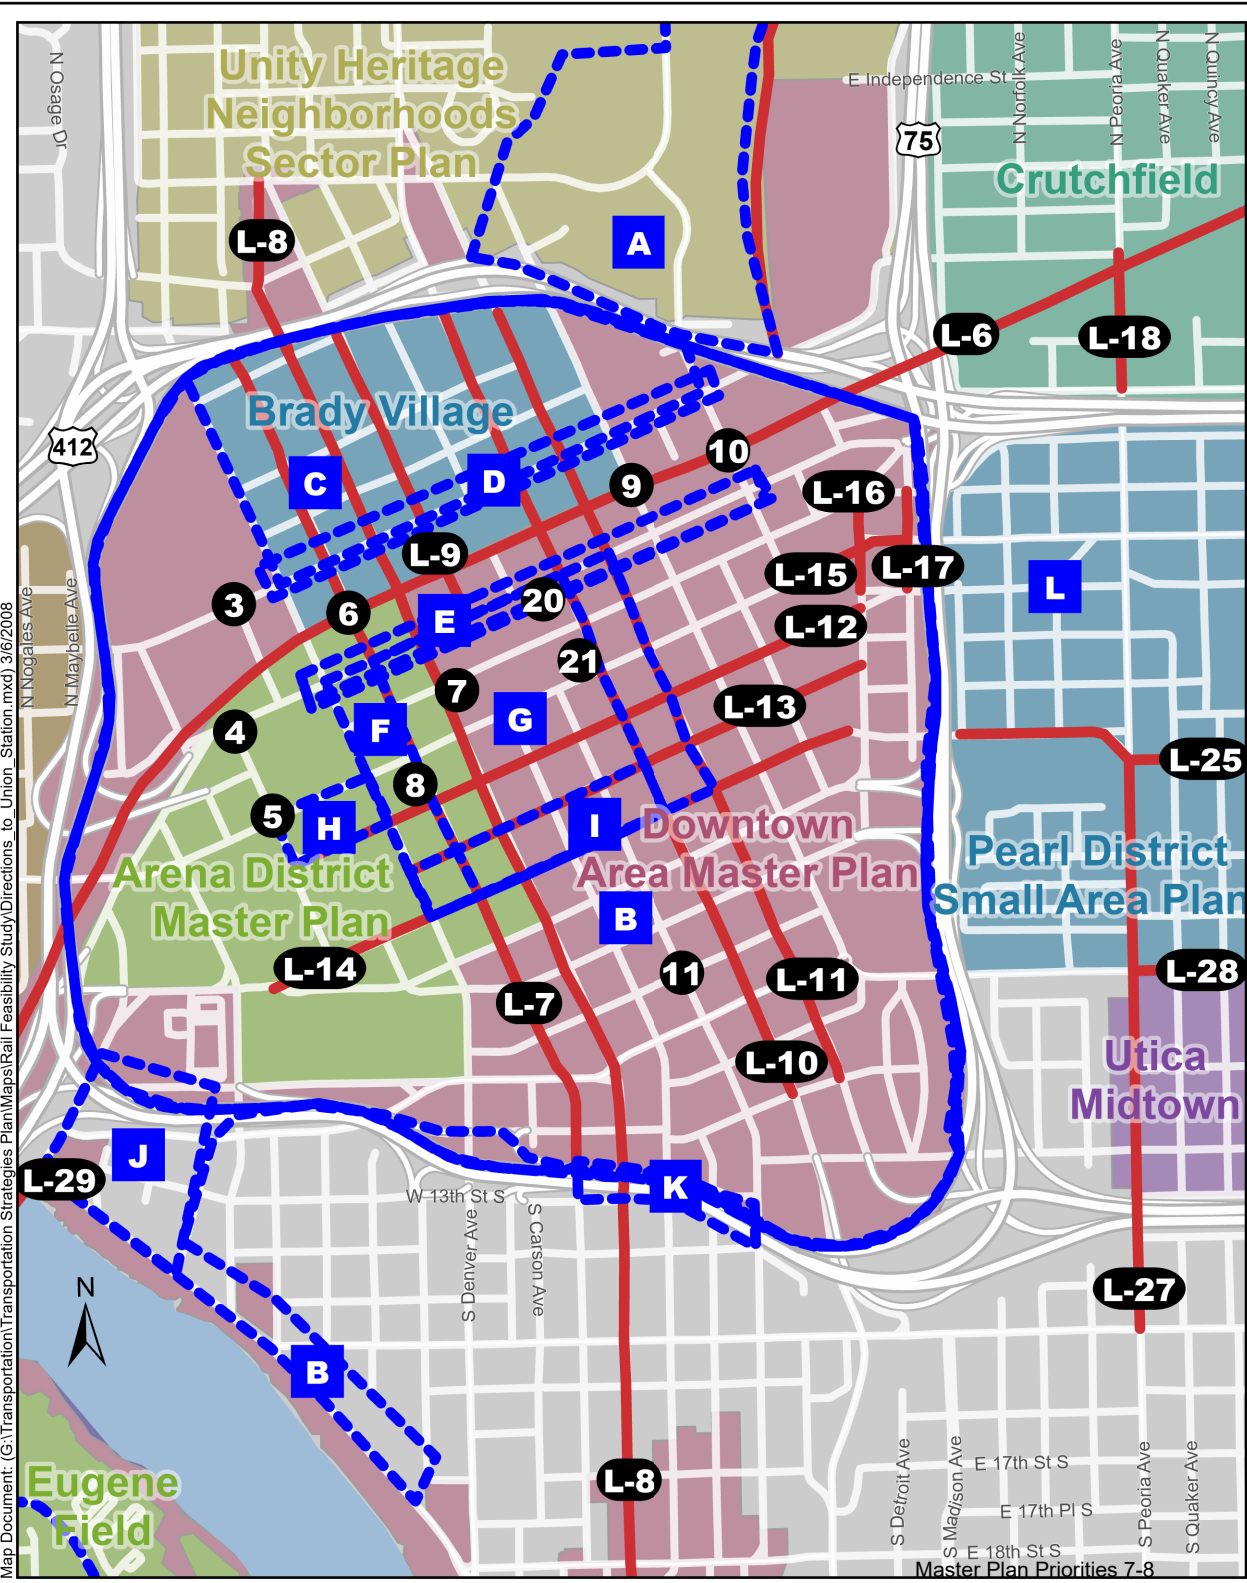 Map Document: (G:\Transportation\Transportation Strategies Plan\Maps\Rail Feasibility Study\Directions_to_Union_Station.mxd) 3/6/2008
N Osage Dr
Unity Heritage
Neighborhoods
Sector Plan
E Independence St
N Norfolk Ave
N Peoria Ave
N Quaker Ave
N Quincy Ave
75
Crutchfield
L-8
A
L-6
L-18
412
Brady Village
C
D
10
9
L-16
L-9
L-15
L-17
L
3
6
E
20
L-12
N Nogales Ave
N Maybelle Ave
21
7
G
L-13
4
F
L-25
8
5
H
I
Downtown
Area Master Plan
Pearl District
Small Area Plan
Arena District
Master Plan
B
L-14
11
L-11
L-28
L-7
L-10
Utica
Midtown
J
L-29
K
W 13th St S
S Denver Ave
S Carson Ave
N
L-27
B
L-8
Eugene
Field
S Detroit Ave
S Madison Ave
E 17th St S
E 17th Pl S
E 18th St S
S Peoria Ave
S Quaker Ave
Master Plan Priorities 7-8